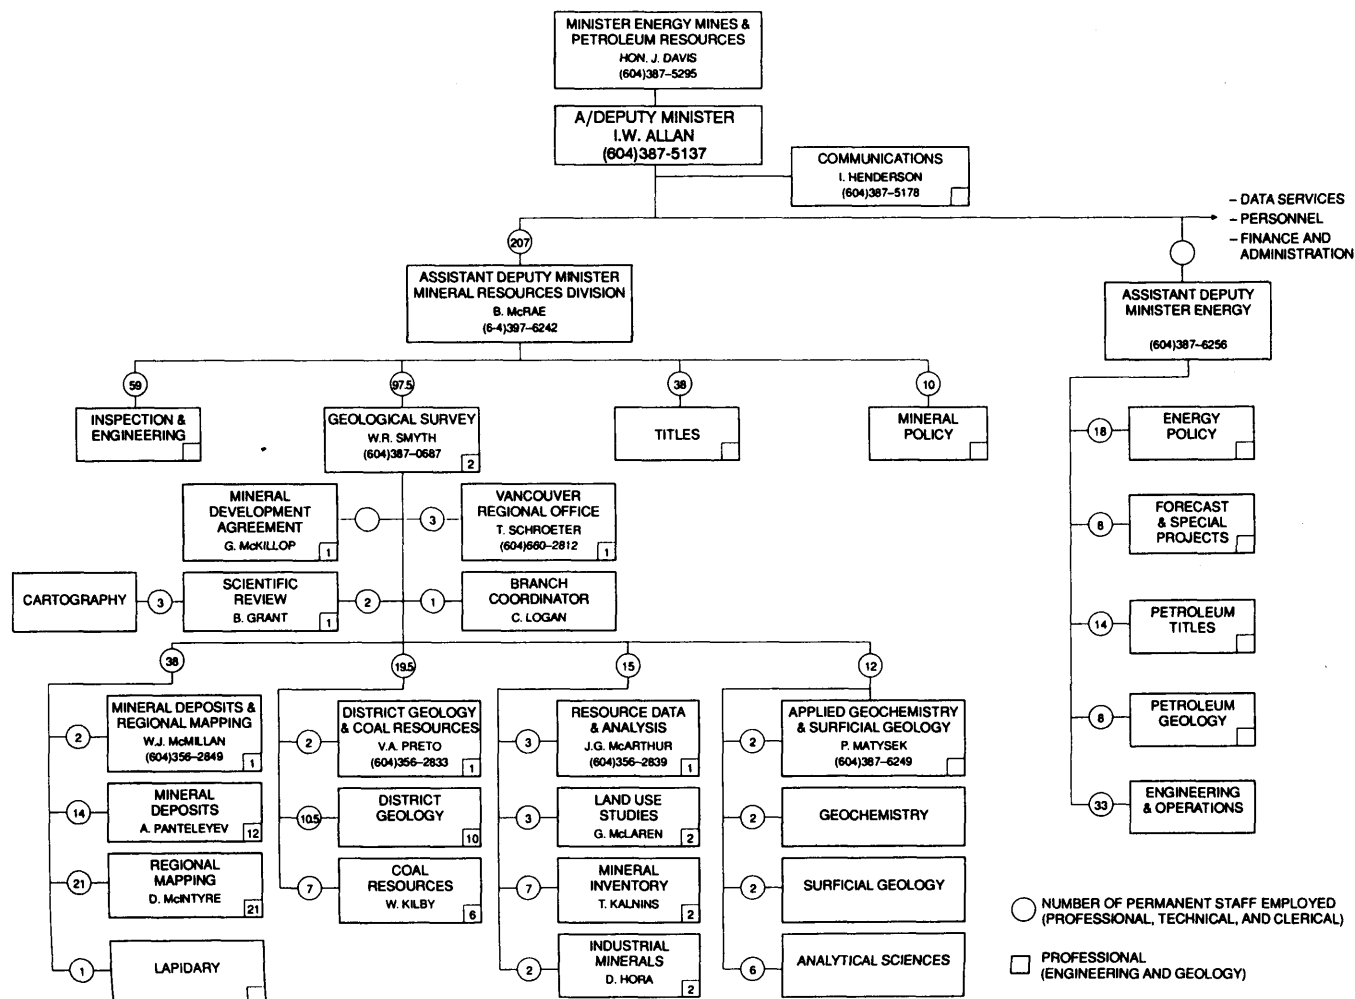 MINISTER ENERGY MINES &
PETROLEUM RESOURCES
HON. J. DAVIS
(604)387–5295
A/DEPUTY MINISTER
I.W. ALLAN
(604)387-5137
COMMUNICATIONS
I. HENDERSON
(604)387–5178
– DATA SERVICES
– PERSONNEL
– FINANCE AND
ADMINISTRATION
207
ASSISTANT DEPUTY MINISTER
MINERAL RESOURCES DIVISION
B. McRAE
(6-4)397–6242
ASSISTANT DEPUTY
MINISTER ENERGY
(604)387–6256
59
INSPECTION &
ENGINEERING
97.5
GEOLOGICAL SURVEY
W.R. SMYTH
(604)387–0687
2
38
TITLES
10
MINERAL
POLICY
18
ENERGY
POLICY
8
FORECAST
& SPECIAL
PROJECTS
14
PETROLEUM
TITLES
8
PETROLEUM
GEOLOGY
33
ENGINEERING
& OPERATIONS
MINERAL
DEVELOPMENT
AGREEMENT
G. McKILLOP
1
3
VANCOUVER
REGIONAL OFFICE
T. SCHROETER
(604)660–2812
1
CARTOGRAPHY
3
SCIENTIFIC
REVIEW
B. GRANT
1
2
1
BRANCH
COORDINATOR
C. LOGAN
38
2
MINERAL DEPOSITS &
REGIONAL MAPPING
W.J. McMILLAN
(604)356–2849
1
14
MINERAL
DEPOSITS
A. PANTELEYEV
12
21
REGIONAL
MAPPING
D. McINTYRE
21
1
LAPIDARY
19.5
2
DISTRICT GEOLOGY
& COAL RESOURCES
V.A. PRETO
(604)356–2833
1
10.5
DISTRICT
GEOLOGY
10
7
COAL
RESOURCES
W. KILBY
6
15
3
RESOURCE DATA
& ANALYSIS
J.G. McARTHUR
(604)356–2839
1
3
LAND USE
STUDIES
G. McLAREN
2
7
MINERAL
INVENTORY
T. KALNINS
2
2
INDUSTRIAL
MINERALS
D. HORA
2
12
2
APPLIED GEOCHEMISTRY
& SURFICIAL GEOLOGY
P. MATYSEK
(604)387–6249
2
GEOCHEMISTRY
2
SURFICIAL GEOLOGY
6
ANALYTICAL SCIENCES
NUMBER OF PERMANENT STAFF EMPLOYED
(PROFESSIONAL, TECHNICAL, AND CLERICAL)
PROFESSIONAL
(ENGINEERING AND GEOLOGY)